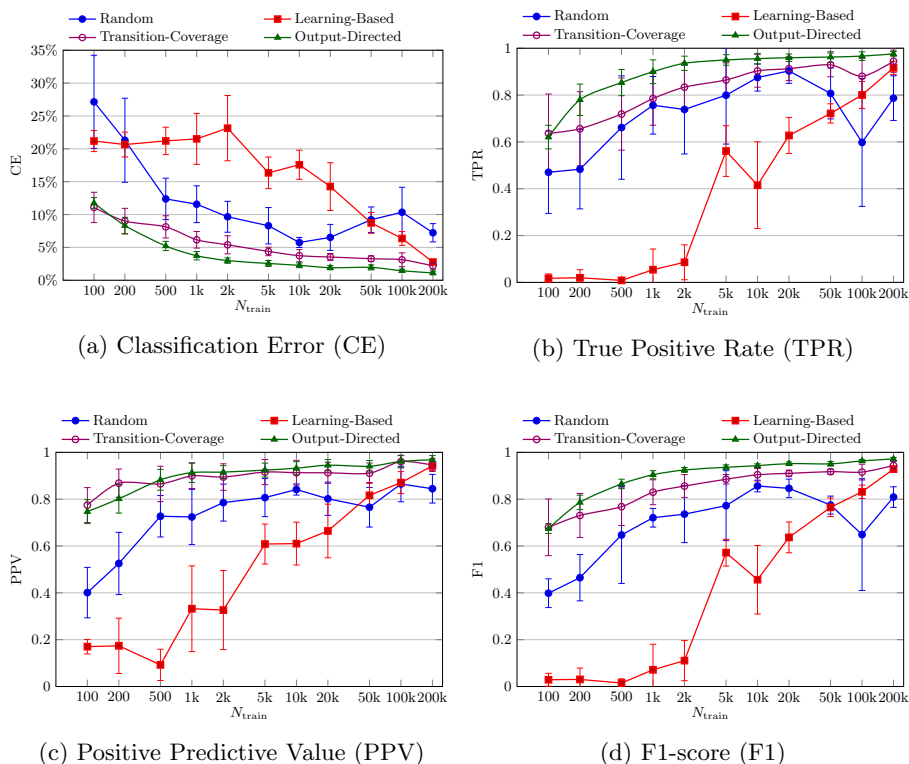 Random Learning-Based
Transition-Coverage Output-Directed
35%
30%
25%
20%
15%
10%
5%
0%
CE
100 200 500 1k 2k 5k 10k 20k 50k 100k 200k
N_train
(a) Classification Error (CE)
Random Learning-Based
Transition-Coverage Output-Directed
1
0.8
0.6
0.4
0.2
0
TPR
100 200 500 1k 2k 5k 10k 20k 50k 100k 200k
N_train
(b) True Positive Rate (TPR)
Random Learning-Based
Transition-Coverage Output-Directed
1
0.8
0.6
0.4
0.2
0
PPV
100 200 500 1k 2k 5k 10k 20k 50k 100k 200k
N_train
(c) Positive Predictive Value (PPV)
Random Learning-Based
Transition-Coverage Output-Directed
1
0.8
0.6
0.4
0.2
0
F1
100 200 500 1k 2k 5k 10k 20k 50k 100k 200k
N_train
(d) F1-score (F1)